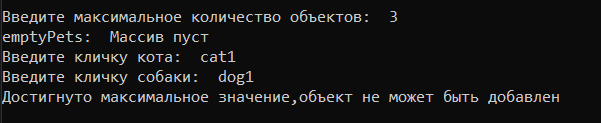 Введите максимальное количество объектов:  3
emptyPets:  Массив пуст
Введите кличку кота:  cat1
Введите кличку собаки:  dog1
Достигнуто максимальное значение,объект не может быть добавлен